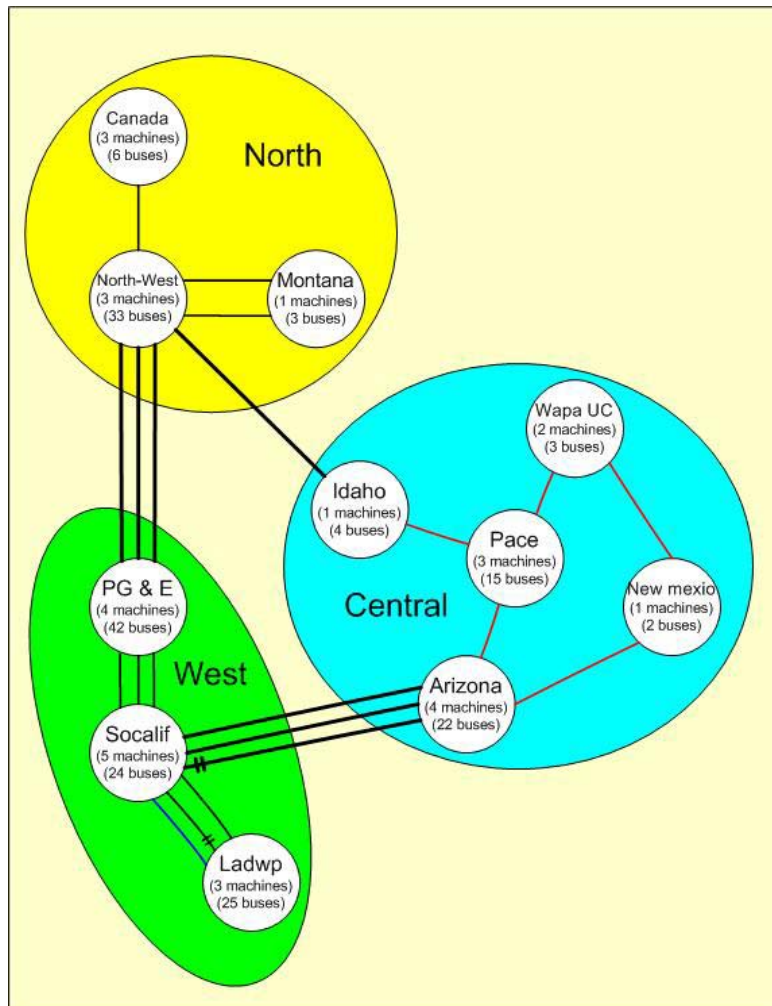 Canada
(3 machines)
(6 buses)
North
North-West
(3 machines)
(33 buses)
Montana
(1 machines)
(3 buses)
Wapa UC
(2 machines)
(3 buses)
Idaho
(1 machines)
(4 buses)
Pace
(3 machines)
(15 buses)
New mexio
(1 machines)
(2 buses)
Central
PG & E
(4 machines)
(42 buses)
West
Arizona
(4 machines)
(22 buses)
Socalif
(5 machines)
(24 buses)
Ladwp
(3 machines)
(25 buses)